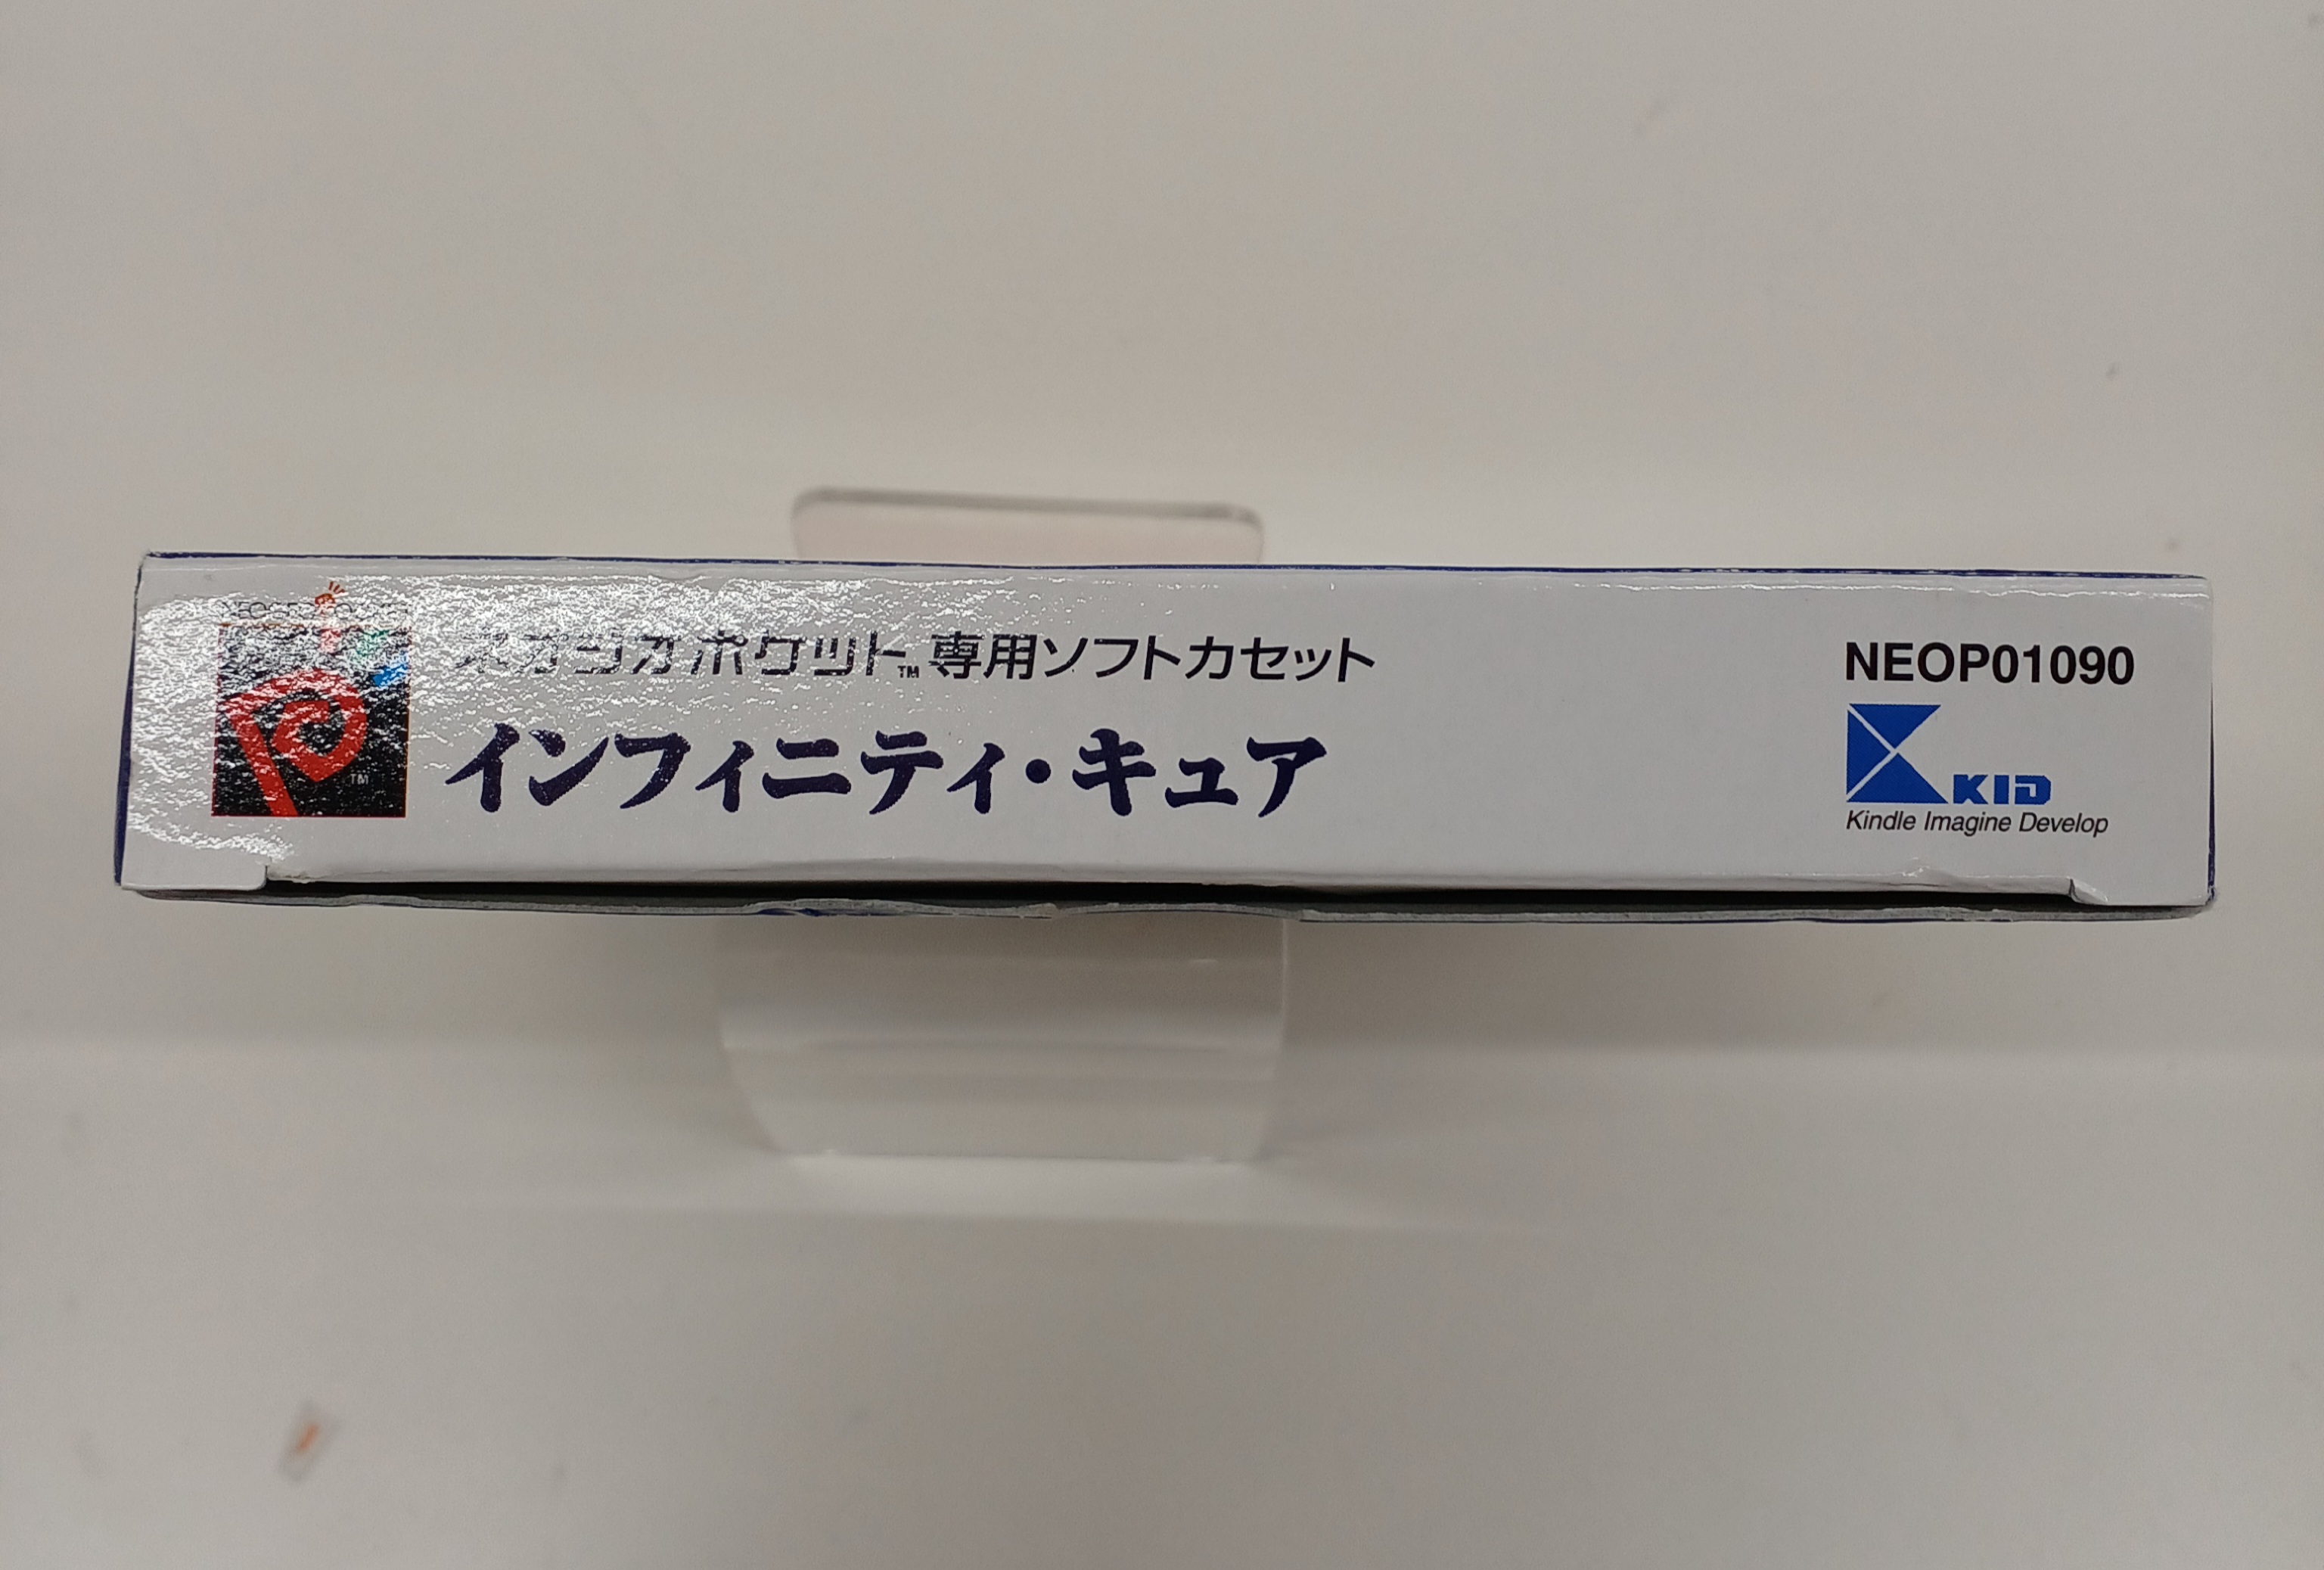 ネオジオポケット™専用ソフトカセット
インフィニティ・キュア
™
NEOP01090
KID
Kindle Imagine Develop